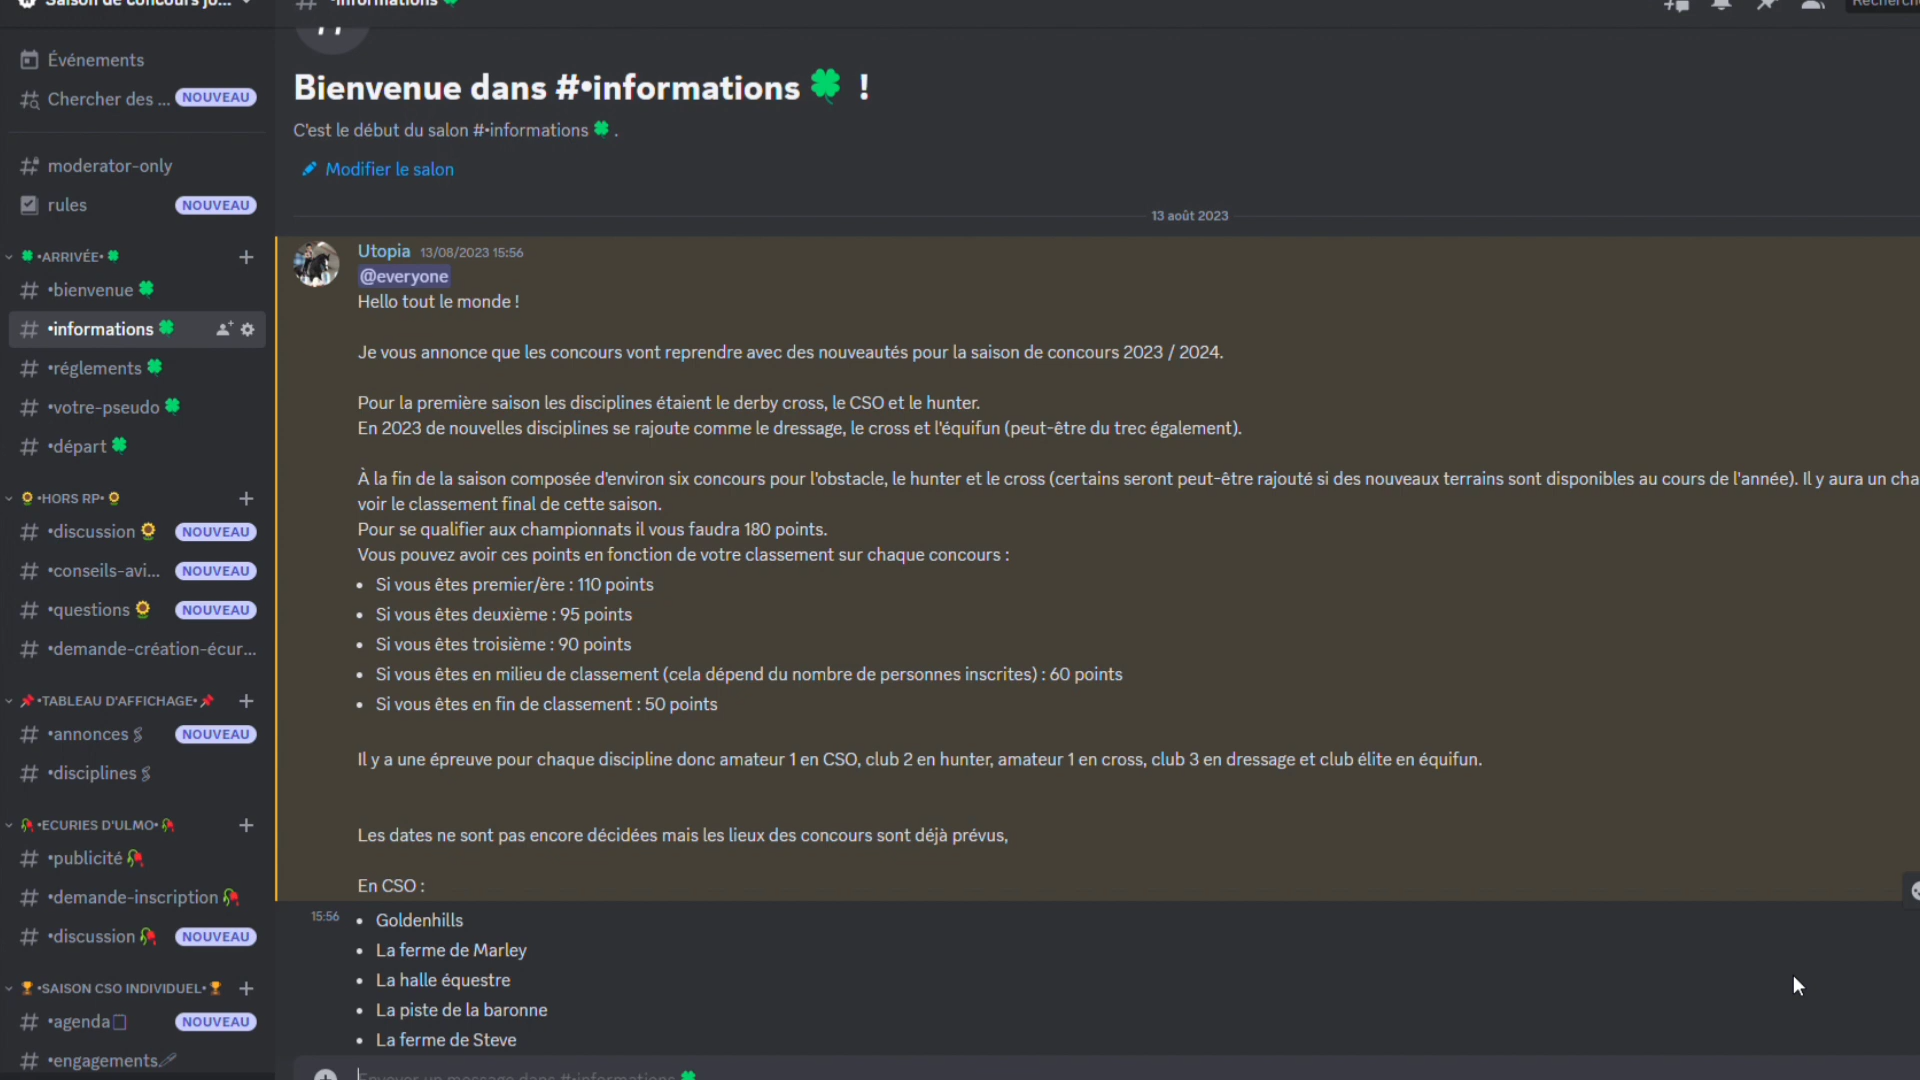 Saison de concours jo...
•informations
Recherche
Événements
Chercher des ... NOUVEAU
moderator-only
rules NOUVEAU
•ARRIVÉE•
•bienvenue
•informations
•réglements
•votre-pseudo
•départ
•HORS RP•
•discussion NOUVEAU
•conseils-avi... NOUVEAU
•questions NOUVEAU
•demande-création-écur...
•TABLEAU D'AFFICHAGE•
•annonces NOUVEAU
•disciplines
•ECURIES D'ULMO•
•publicité
•demande-inscription
•discussion NOUVEAU
•SAISON CSO INDIVIDUEL•
•agenda NOUVEAU
•engagements
Bienvenue dans #•informations 🍀 !
C'est le début du salon #•informations 🍀 .
Modifier le salon
13 août 2023
Utopia 13/08/2023 15:56
@everyone
Hello tout le monde !
Je vous annonce que les concours vont reprendre avec des nouveautés pour la saison de concours 2023 / 2024.
Pour la première saison les disciplines étaient le derby cross, le CSO et le hunter.
En 2023 de nouvelles disciplines se rajoute comme le dressage, le cross et l'équifun (peut-être du trec également).
À la fin de la saison composée d'environ six concours pour l'obstacle, le hunter et le cross (certains seront peut-être rajouté si des nouveaux terrains sont disponibles au cours de l'année). Il y aura un cha
voir le classement final de cette saison.
Pour se qualifier aux championnats il vous faudra 180 points.
Vous pouvez avoir ces points en fonction de votre classement sur chaque concours :
• Si vous êtes premier/ère : 110 points
• Si vous êtes deuxième : 95 points
• Si vous êtes troisième : 90 points
• Si vous êtes en milieu de classement (cela dépend du nombre de personnes inscrites) : 60 points
• Si vous êtes en fin de classement : 50 points
Il y a une épreuve pour chaque discipline donc amateur 1 en CSO, club 2 en hunter, amateur 1 en cross, club 3 en dressage et club élite en équifun.
Les dates ne sont pas encore décidées mais les lieux des concours sont déjà prévus,
En CSO :
15:56 • Goldenhills
• La ferme de Marley
• La halle équestre
• La piste de la baronne
• La ferme de Steve
Envoyer un message dans #•informations